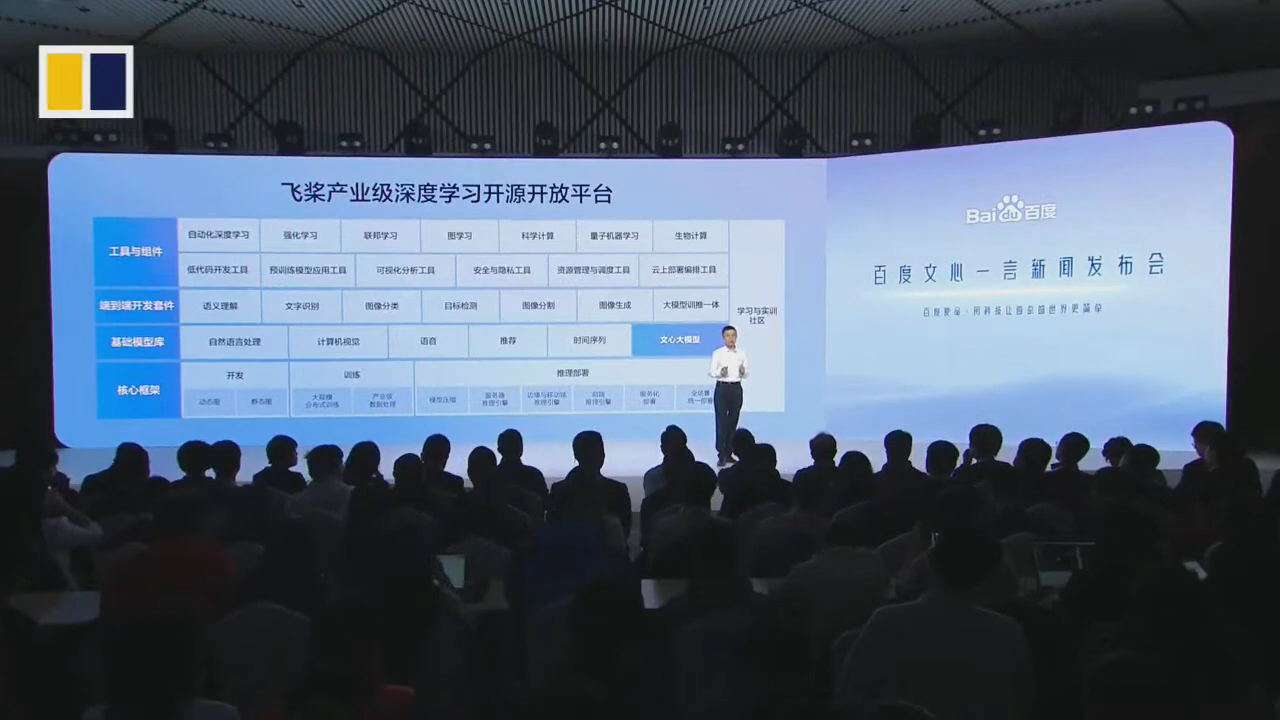 飞桨产业级深度学习开源开放平台
工具与组件
自动化深度学习 强化学习 联邦学习 图学习 科学计算 量子机器学习 生物计算
低代码开发工具 预训练模型应用工具 可视化分析工具 安全与隐私工具 资源管理与调度工具 云上部署编排工具
端到端开发套件
语义理解 文字识别 图像分类 目标检测 图像分割 图像生成 大模型训推一体
基础模型库
自然语言处理 计算机视觉 语音 推荐 时间序列 文心大模型
核心框架
开发 训练 推理部署
动态图 静态图 大规模 产业级 模型压缩 服务器 边缘与移动端 前端 服务化 全场景
分布式训练 数据处理 推理引擎 推理引擎 推理引擎 部署 统一部署
学习与实训
社区
Baidu百度
百度文心一言新闻发布会